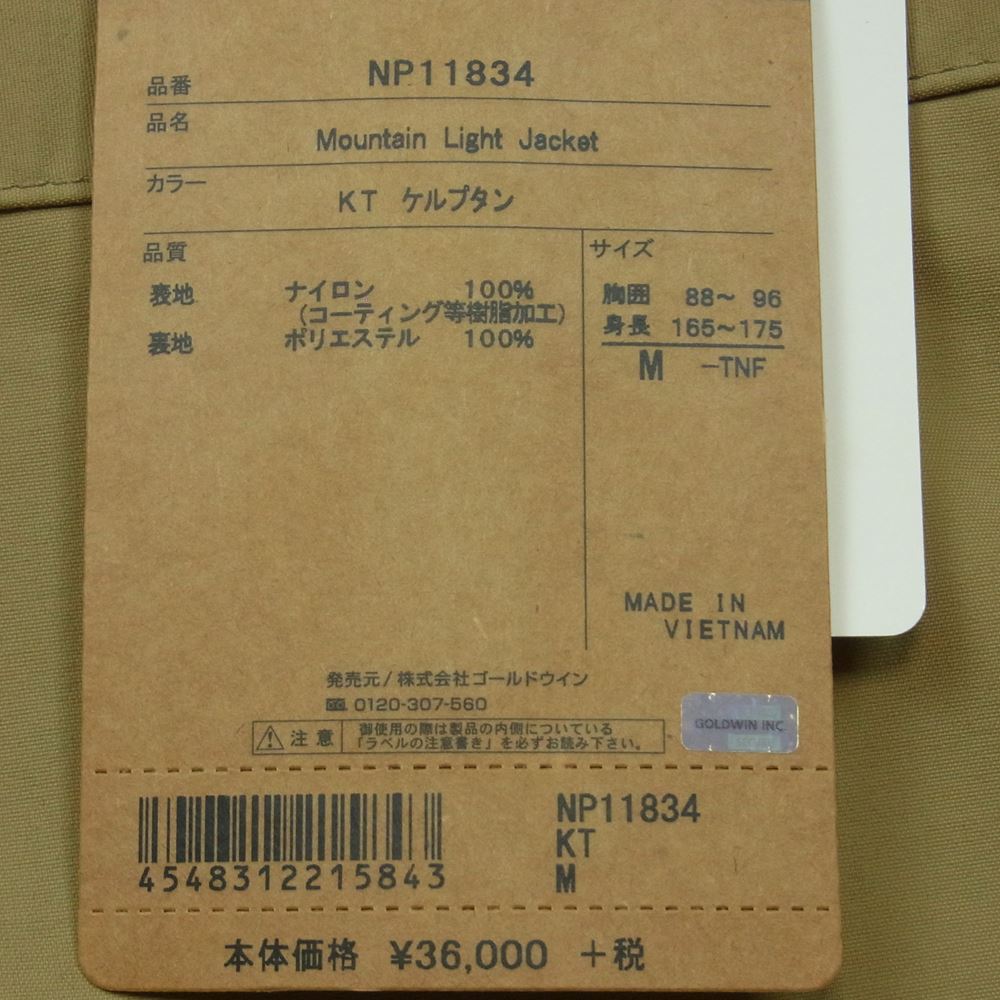 品番 NP11834
品名 Mountain Light Jacket
カラー KT ケルプタン
品質
表地 ナイロン 100%
(コーティング等樹脂加工)
裏地 ポリエステル 100%
サイズ
胸囲 88～ 96
身長 165～175
M -TNF
MADE IN
VIETNAM
発売元/株式会社ゴールドウイン
0120-307-560
注意 御使用の際は製品の内側についている
「ラベルの注意書き」を必ずお読み下さい。
GOLDWIN INC.
4548312215843
NP11834
KT
M
本体価格 ¥36,000 +税